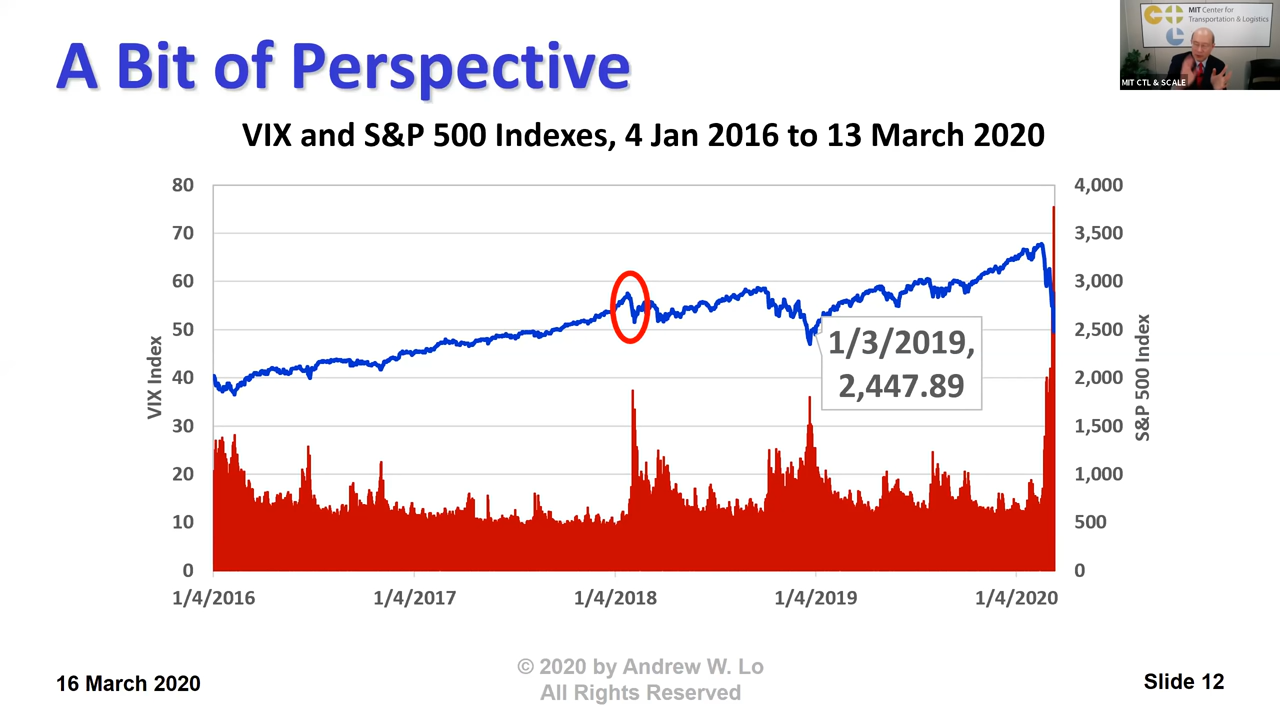 A Bit of Perspective
MIT Center for
Transportation & Logistics
MIT CTL & SCALE
VIX and S&P 500 Indexes, 4 Jan 2016 to 13 March 2020
80
70
60
50
40
30
20
10
0
VIX Index
4,000
3,500
3,000
2,500
2,000
1,500
1,000
500
0
S&P 500 Index
1/3/2019,
2,447.89
1/4/2016
1/4/2017
1/4/2018
1/4/2019
1/4/2020
16 March 2020
© 2020 by Andrew W. Lo
All Rights Reserved
Slide 12